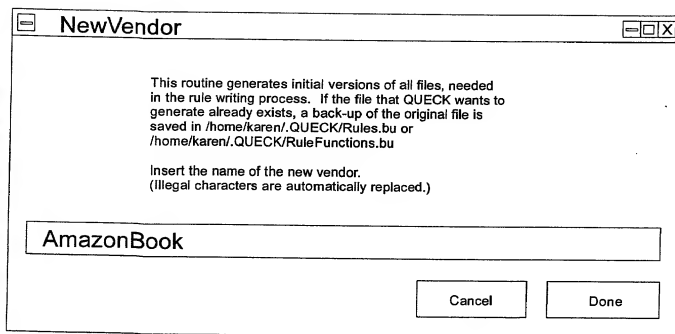 NewVendor
This routine generates initial versions of all files, needed
in the rule writing process. If the file that QUECK wants to
generate already exists, a back-up of the original file is
saved in /home/karen/.QUECK/Rules.bu or
/home/karen/.QUECK/RuleFunctions.bu
Insert the name of the new vendor.
(Illegal characters are automatically replaced.)
AmazonBook
Cancel Done